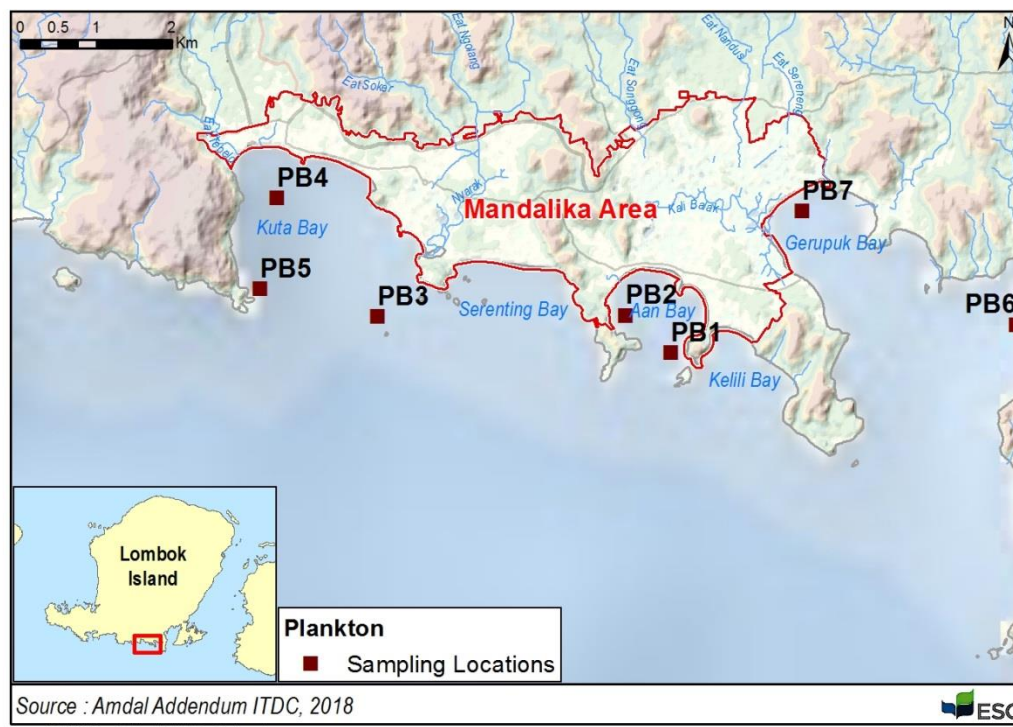 0 0.5 1 2
Km
N
Eat Ngolang
Eat Nandus
Eat Sokar
Eat Songgong
Eat Sereneng
PB4
PB7
Nyarak
Mandalika Area
Kali Balak
Kuta Bay
Gerupuk Bay
PB5
PB2
PB6
PB3
Serenting Bay
Aan Bay
PB1
Kelili Bay
Lombok
Island
Plankton
Sampling Locations
Source : Amdal Addendum ITDC, 2018